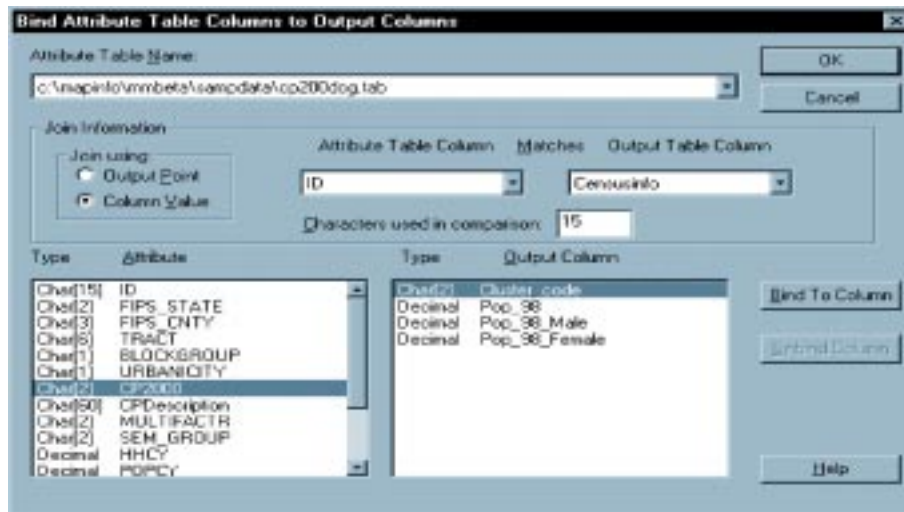 Bind Attribute Table Columns to Output Columns
Attribute Table Name:
OK
c:\mapinfo\mmbeta\sampdata\cp200dog.tab
Cancel
Join Information
Join using:
Attribute Table Column Matches Output Table Column
Output Point
ID
Censusinfo
Column Value
Characters used in comparison: 15
Type Attribute
Type Output Column
Char[15] ID
Char[2] FIPS_STATE
Char[3] FIPS_CNTY
Char[6] TRACT
Char[1] BLOCKGROUP
Char[1] URBANICITY
Char[2] CP2000
Char[60] CPDescription
Char[2] MULTIFACTR
Char[2] SEM_GROUP
Decimal HHCY
Decimal POPCY
Char[2] Cluster_code
Decimal Pop_98
Decimal Pop_98_Male
Decimal Pop_98_Female
Bind To Column
Unbind Column
Help